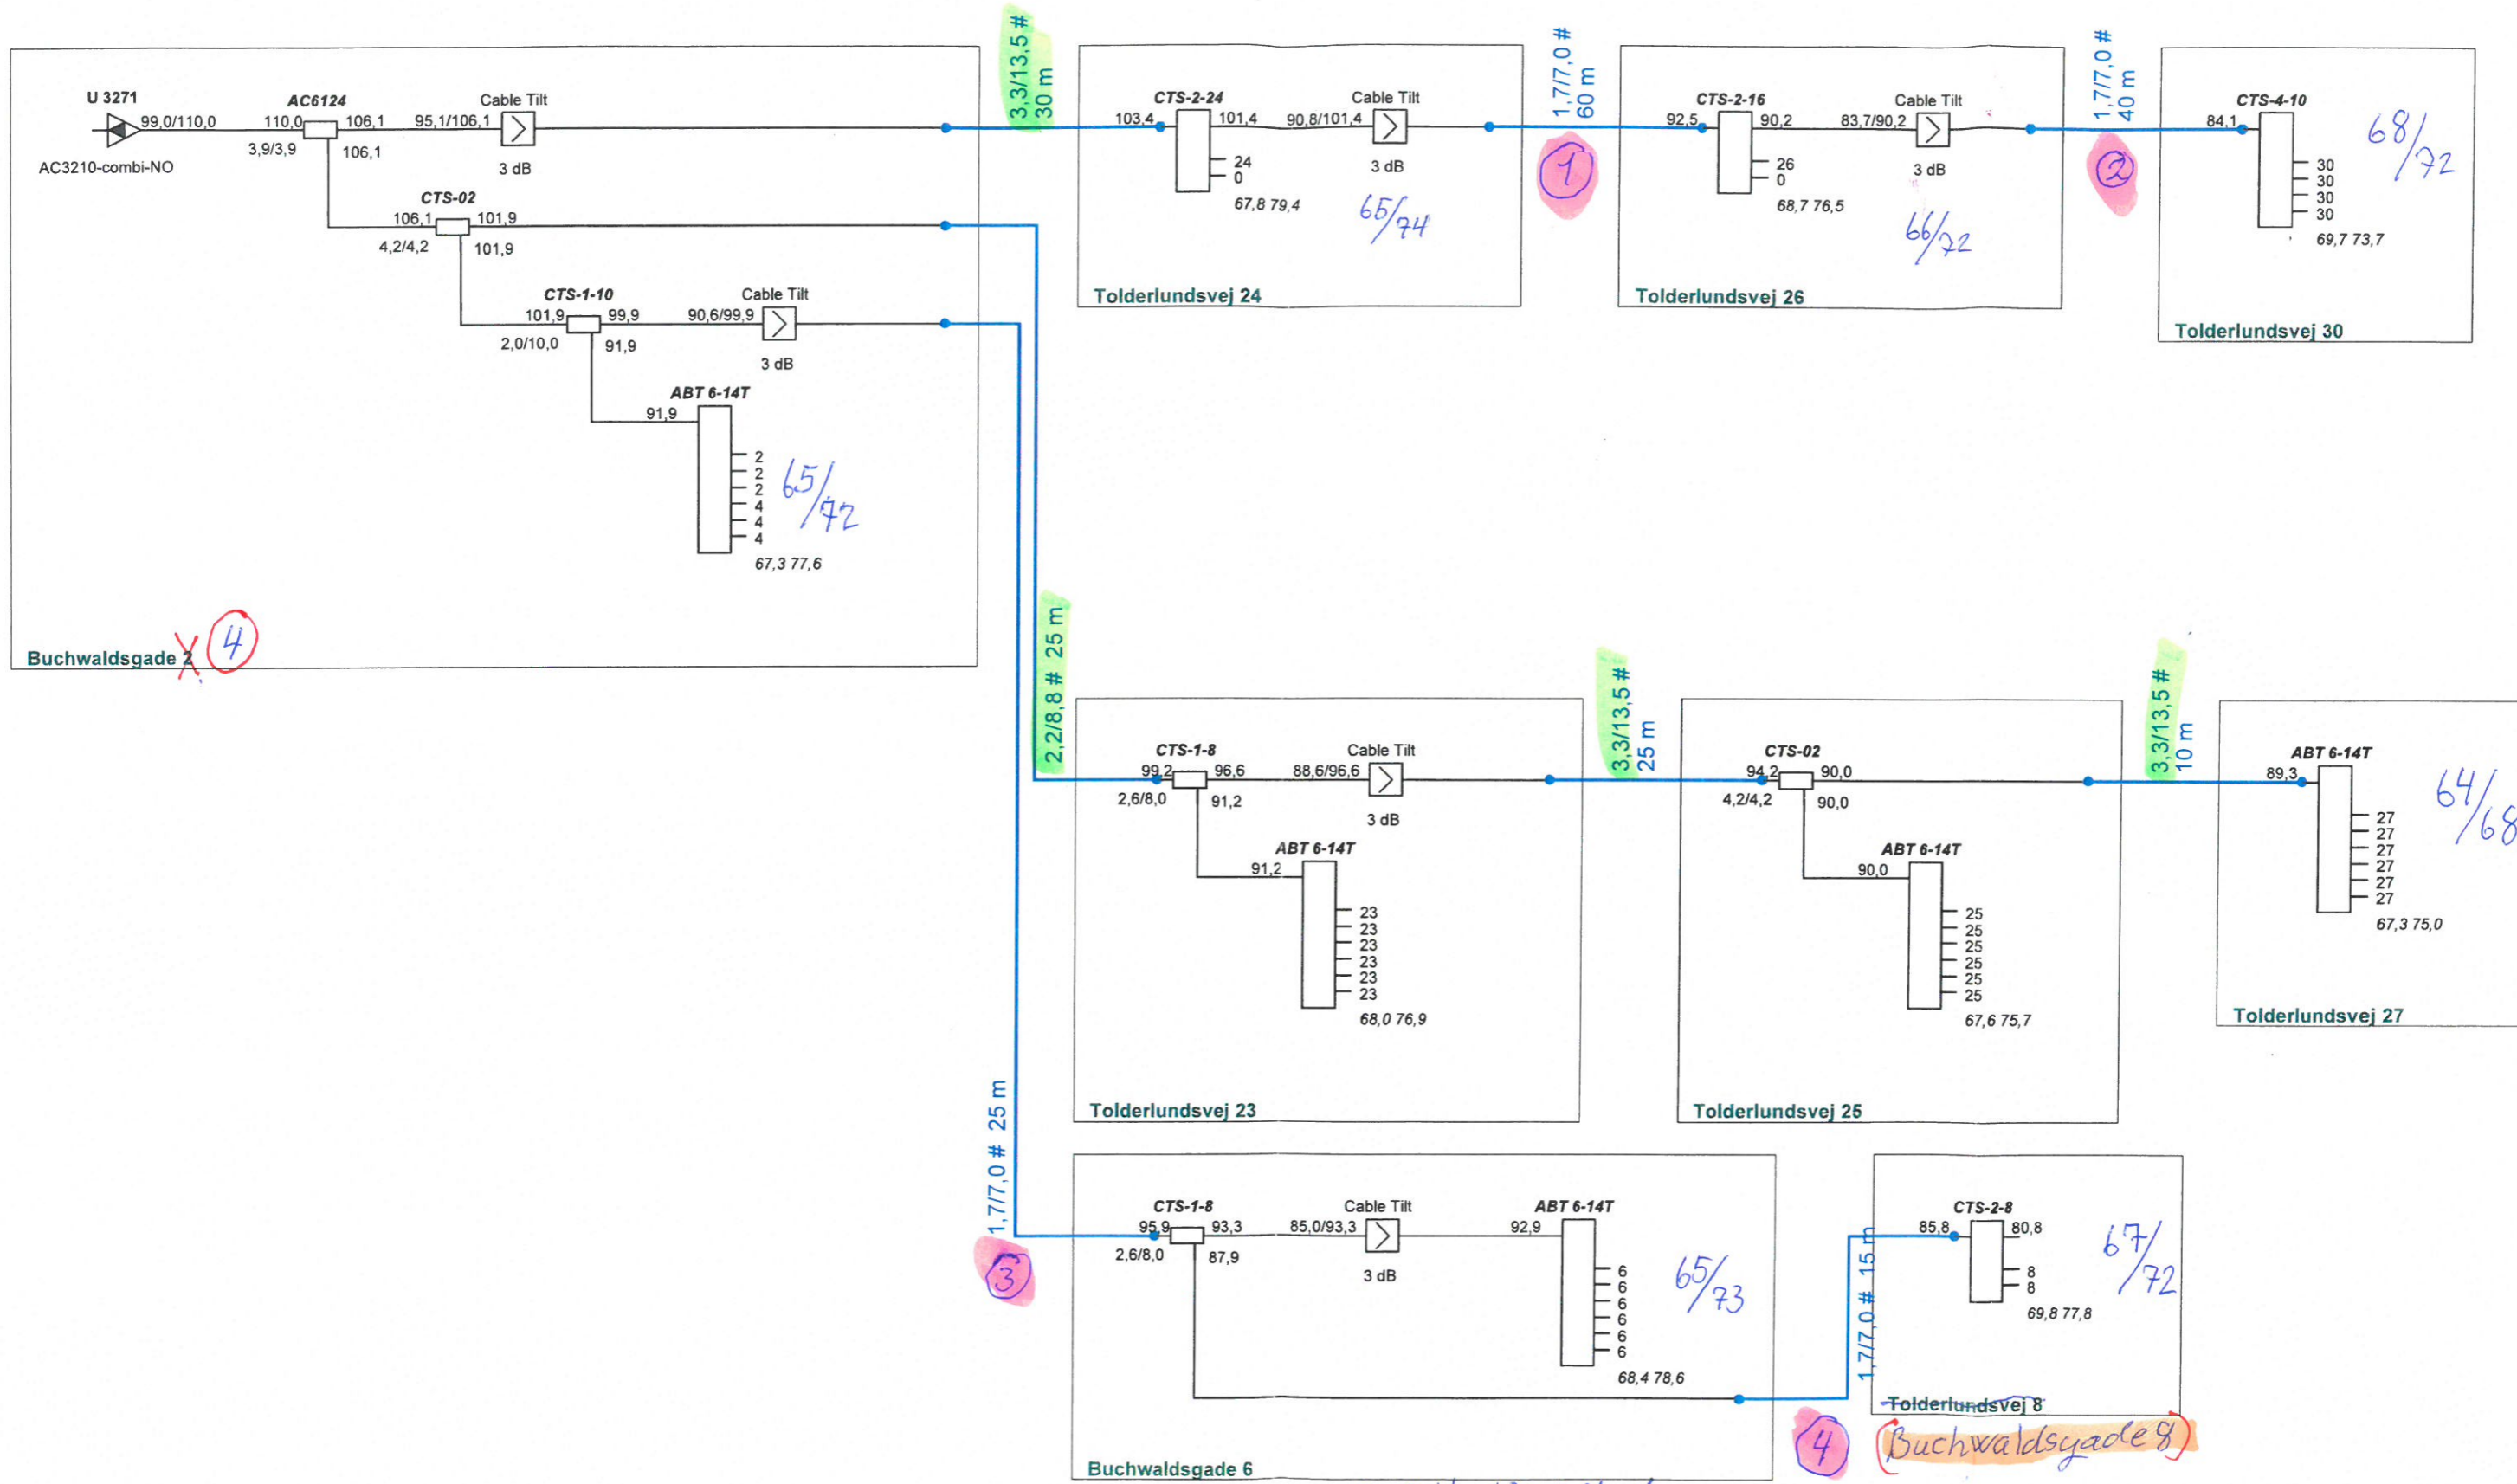 U 3271
99,0/110,0
AC3210-combi-NO
AC6124
110,0
106,1
3,9/3,9
106,1
95,1/106,1
Cable Tilt
3 dB
CTS-02
106,1
101,9
4,2/4,2
101,9
CTS-1-10
101,9
99,9
2,0/10,0
91,9
90,6/99,9
Cable Tilt
3 dB
ABT 6-14T
91,9
2
2
2
4
4
4
67,3 77,6
65/72
Buchwaldsgade 2
4
3,3/13,5 #
30 m
CTS-2-24
103,4
101,4
24
0
67,8 79,4
90,8/101,4
Cable Tilt
3 dB
65/74
Tolderlundsvej 24
1,7/7,0 #
60 m
1
CTS-2-16
92,5
90,2
26
0
68,7 76,5
83,7/90,2
Cable Tilt
3 dB
66/72
Tolderlundsvej 26
1,7/7,0 #
40 m
2
CTS-4-10
84,1
30
30
30
30
69,7 73,7
68/72
Tolderlundsvej 30
2,2/8,8 # 25 m
CTS-1-8
99,2
96,6
2,6/8,0
91,2
88,6/96,6
Cable Tilt
3 dB
ABT 6-14T
91,2
23
23
23
23
23
23
68,0 76,9
Tolderlundsvej 23
3,3/13,5 #
25 m
CTS-02
94,2
90,0
4,2/4,2
90,0
ABT 6-14T
90,0
25
25
25
25
25
25
67,6 75,7
Tolderlundsvej 25
3,3/13,5 #
10 m
ABT 6-14T
89,3
27
27
27
27
27
27
67,3 75,0
64/68
Tolderlundsvej 27
1,7/7,0 # 25 m
3
CTS-1-8
95,9
93,3
2,6/8,0
87,9
85,0/93,3
Cable Tilt
3 dB
ABT 6-14T
92,9
6
6
6
6
6
6
68,4 78,6
65/73
Buchwaldsgade 6
1,7/7,0 # 15 m
4
CTS-2-8
85,8
80,8
8
8
69,8 77,8
67/72
Tolderlundsvej 8
(Buchwaldsgade 8)